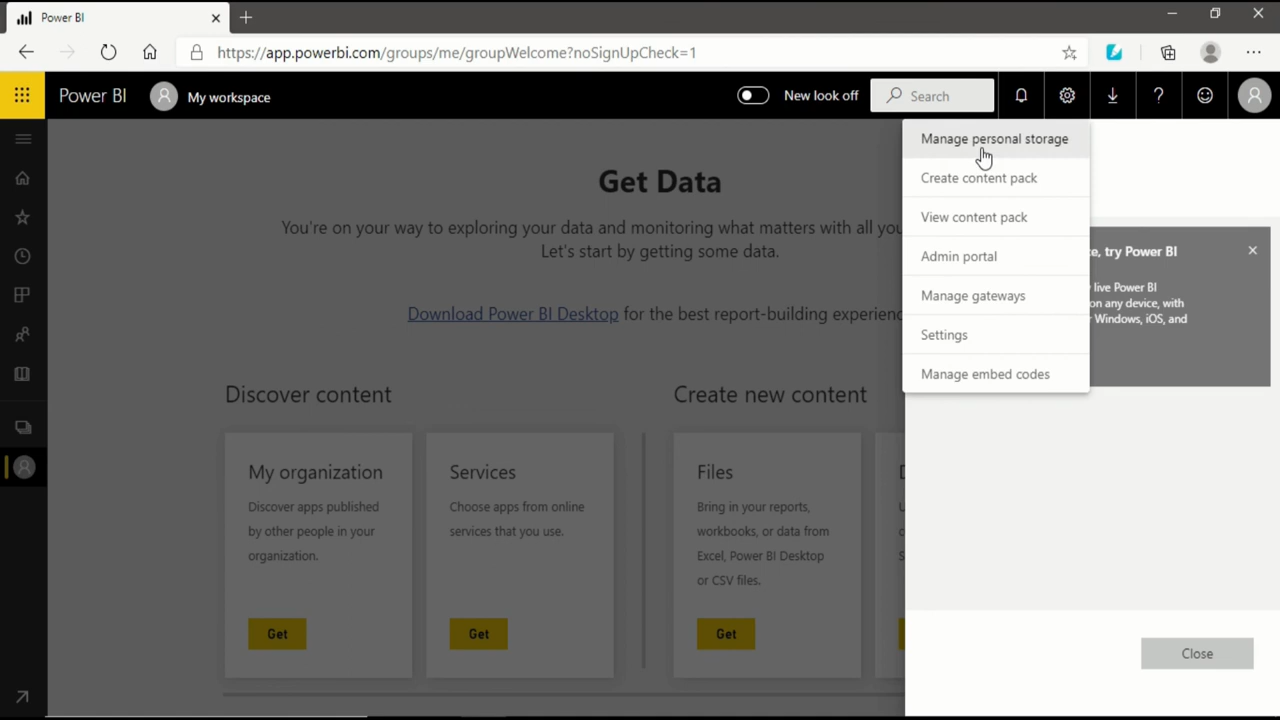 Power BI
https://app.powerbi.com/groups/me/groupWelcome?noSignUpCheck=1
Power BI
My workspace
New look off
Search
Manage personal storage
Create content pack
View content pack
Admin portal
Manage gateways
Settings
Manage embed codes
Get Data
You're on your way to exploring your data and monitoring what matters with all you
Let's start by getting some data.
Download Power BI Desktop for the best report-building experienc
e, try Power BI
live Power BI
on any device, with
Windows, iOS, and
Discover content
Create new content
My organization
Discover apps published
by other people in your
organization.
Get
Services
Choose apps from online
services that you use.
Get
Files
Bring in your reports,
workbooks, or data from
Excel, Power BI Desktop
or CSV files.
Get
Close